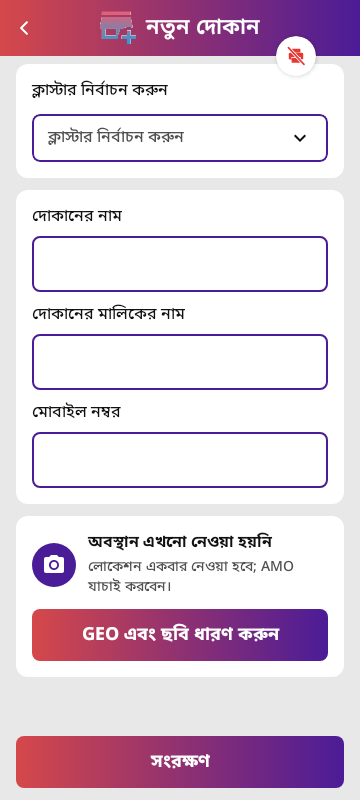 নতুন দোকান
ক্লাস্টার নির্বাচন করুন
ক্লাস্টার নির্বাচন করুন
দোকানের নাম
দোকানের মালিকের নাম
মোবাইল নম্বর
অবস্থান এখনো নেওয়া হয়নি
লোকেশন একবার নেওয়া হবে; AMO
যাচাই করবেন।
GEO এবং ছবি ধারণ করুন
সংরক্ষণ